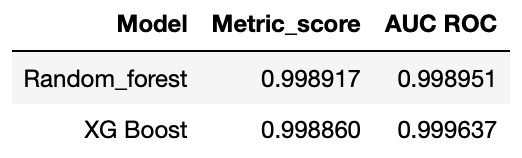 Model Metric_score AUC ROC
Random_forest 0.998917 0.998951
XG Boost 0.998860 0.999637